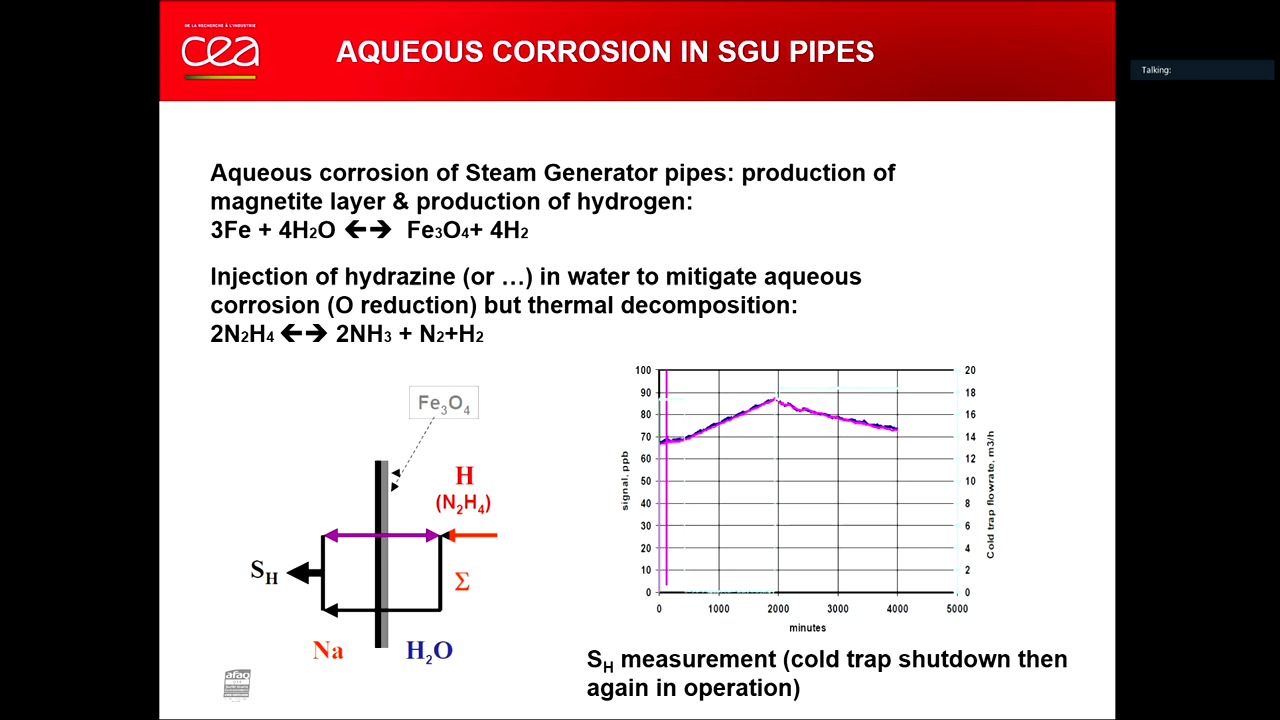 DE LA RECHERCHE À L'INDUSTRIE
cea
AQUEOUS CORROSION IN SGU PIPES
Talking:
Aqueous corrosion of Steam Generator pipes: production of
magnetite layer & production of hydrogen:
3Fe + 4H2O 🡸🡺 Fe3O4+ 4H2
Injection of hydrazine (or …) in water to mitigate aqueous
corrosion (O reduction) but thermal decomposition:
2N2H4 🡸🡺 2NH3 + N2+H2
Fe3O4
H
(N2H4)
SH
Σ
Na
H2O
afaq
signal, ppb
100
90
80
70
60
50
40
30
20
10
0
0 1000 2000 3000 4000 5000
minutes
20
18
16
14
12
10
8
6
4
2
0
Cold trap flowrate, m3/h
SH measurement (cold trap shutdown then
again in operation)